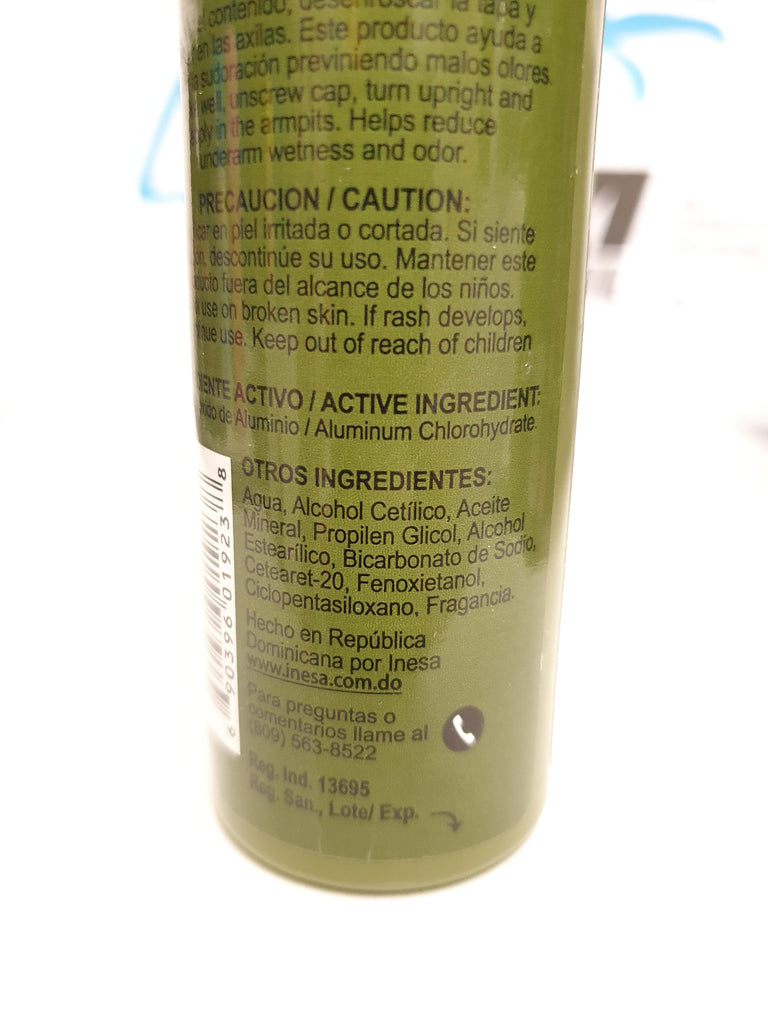 el contenido, desenroscar la tapa y
en las axilas. Este producto ayuda a
sudoración previniendo malos olores.
well, unscrew cap, turn upright and
in the armpits. Helps reduce
underarm wetness and odor.
PRECAUCION / CAUTION:
en piel irritada o cortada. Si siente
descontinúe su uso. Mantener este
fuera del alcance de los niños.
use on broken skin. If rash develops,
use. Keep out of reach of children
ACTIVO / ACTIVE INGREDIENT:
de Aluminio / Aluminum Chlorohydrate.
OTROS INGREDIENTES:
Agua, Alcohol Cetílico, Aceite
Mineral, Propilen Glicol, Alcohol
Estearílico, Bicarbonato de Sodio,
Cetearet-20, Fenoxietanol,
Ciclopentasiloxano, Fragancia.
Hecho en República
Dominicana por Inesa
www.inesa.com.do
Para preguntas o
comentarios llame al
(809) 563-8522
Reg. Ind. 13695
Reg. San., Lote/ Exp.
6 90396 01923 8